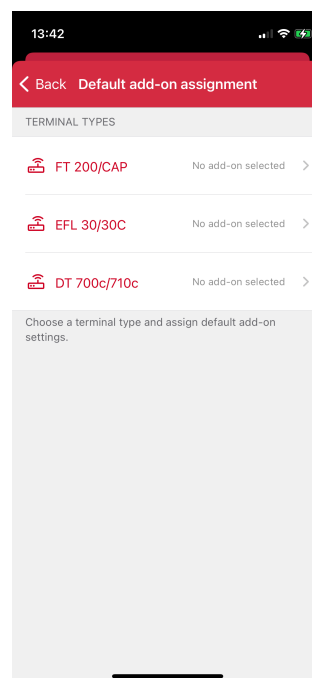 13:42
Back Default add-on assignment
TERMINAL TYPES
FT 200/CAP No add-on selected
EFL 30/30C No add-on selected
DT 700c/710c No add-on selected
Choose a terminal type and assign default add-on
settings.